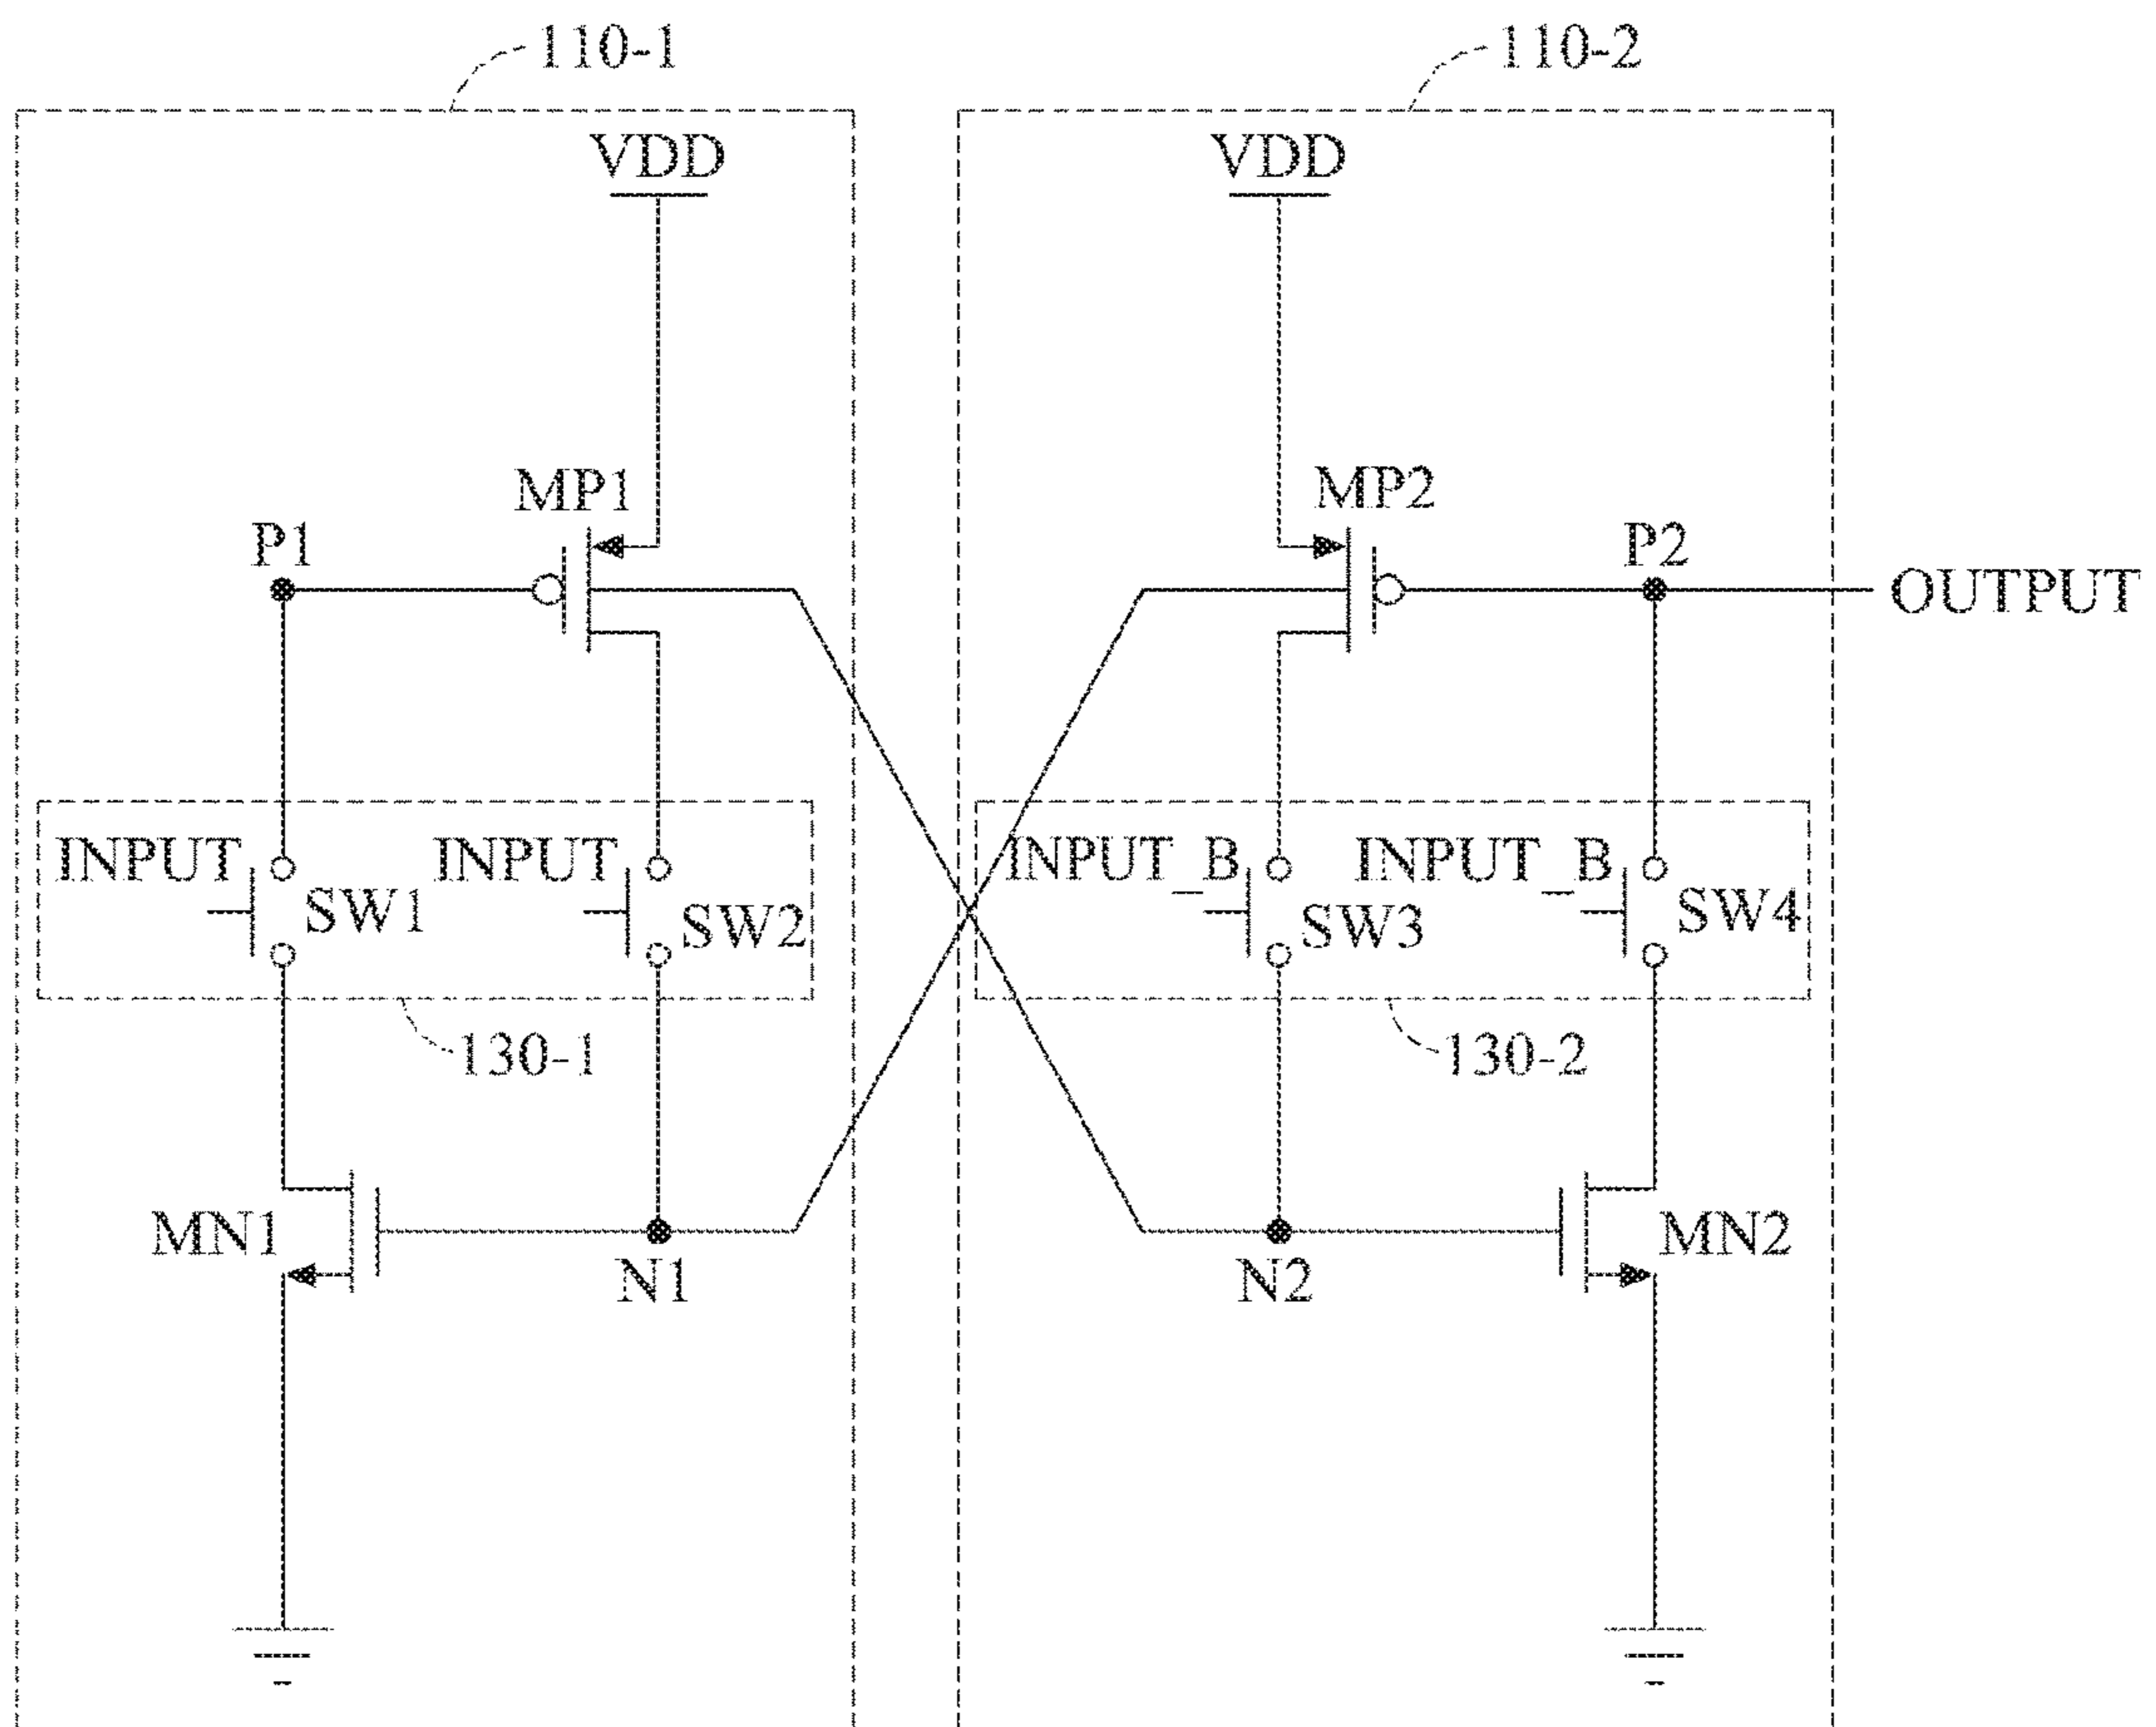 110-1
110-2
VDD
VDD
MP1
MP2
P1
P2
OUTPUT
INPUT
INPUT
INPUT_B
INPUT_B
SW1
SW2
SW3
SW4
130-1
130-2
MN1
MN2
N1
N2